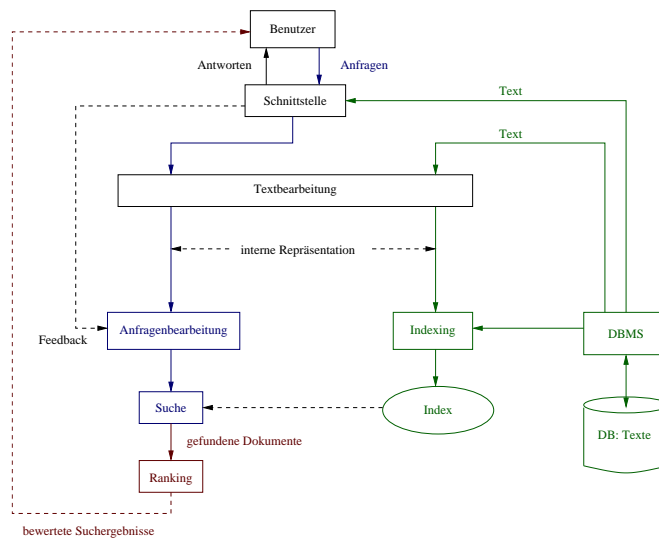 Benutzer
Antworten
Anfragen
Schnittstelle
Text
Text
Textbearbeitung
interne Repräsentation
Anfragenbearbeitung
Indexing
DBMS
Feedback
Suche
Index
DB: Texte
gefundene Dokumente
Ranking
bewertete Suchergebnisse